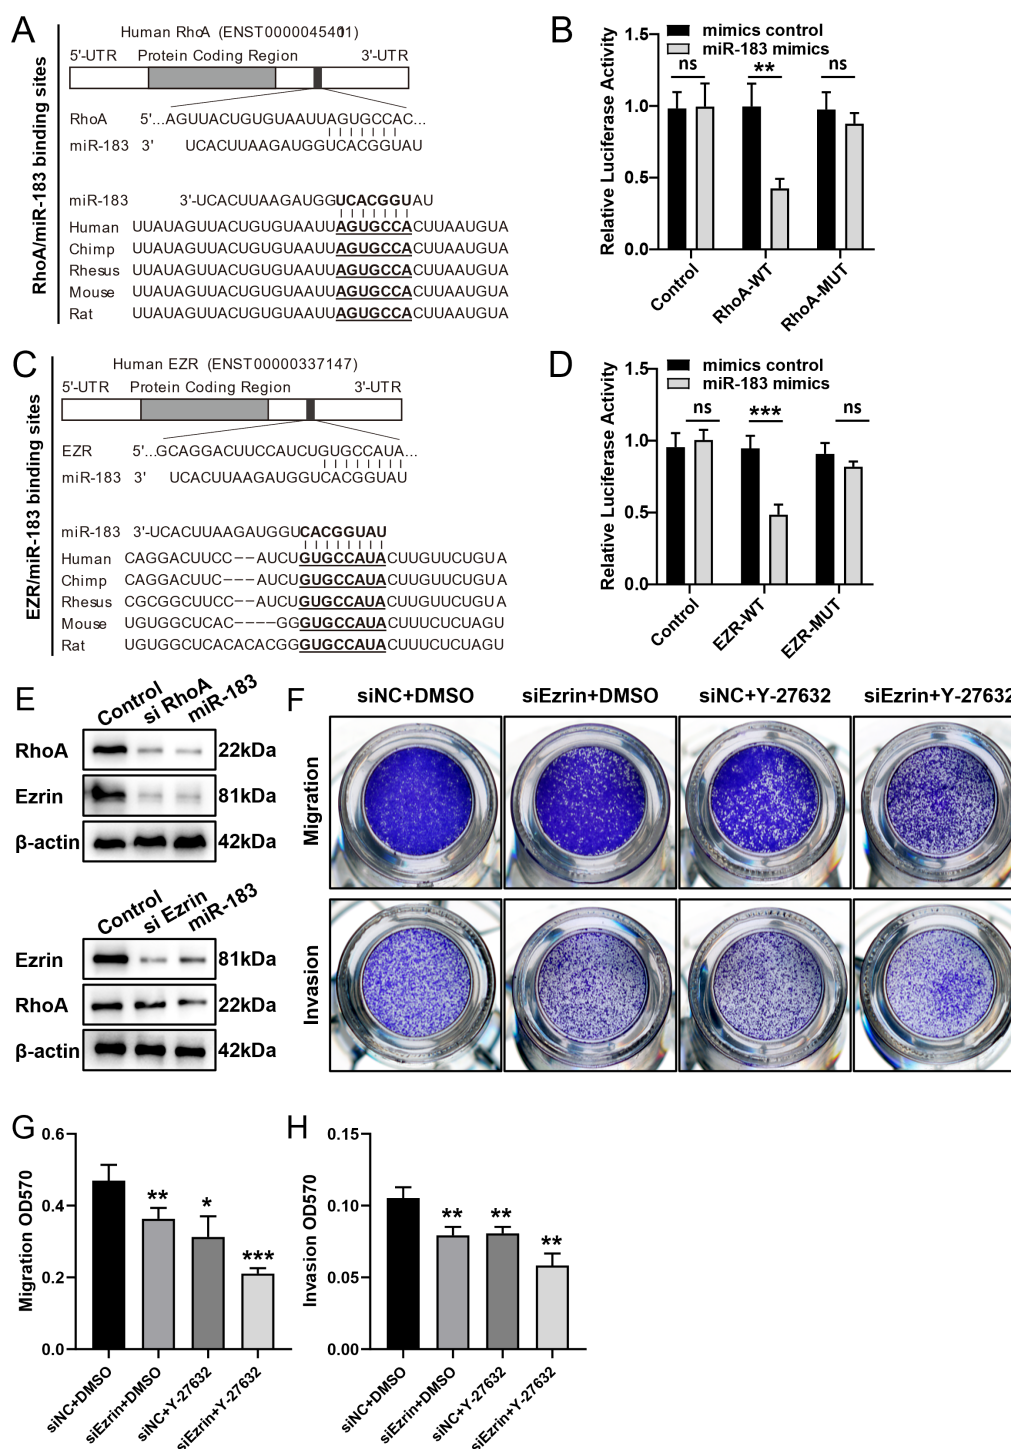 A
RhoA/miR-183 binding sites
Human RhoA (ENST00000454011)
5'-UTR Protein Coding Region 3'-UTR
RhoA 5'...AGUUACUGUGUAAUUAGUGCCAC...
miR-183 3' UCACUUAAGAUGGUCACGGUAU
miR-183 3'-UCACUUAAGAUGGUCACGGUAU
Human UUAUAGUUACUGUGUAAUUAGUGCCACUUAAUGUA
Chimp UUAUAGUUACUGUGUAAUUAGUGCCACUUAAUGUA
Rhesus UUAUAGUUACUGUGUAAUUAGUGCCACUUAAUGUA
Mouse UUAUAGUUACUGUGUAAUUAGUGCCACUUAAUGUA
Rat UUAUAGUUACUGUGUAAUUAGUGCCACUUAAUGUA
B
Relative Luciferase Activity
mimics control
miR-183 mimics
ns ** ns
1.5
1.0
0.5
0.0
Control RhoA-WT RhoA-MUT
C
EZR/miR-183 binding sites
Human EZR (ENST00000337147)
5'-UTR Protein Coding Region 3'-UTR
EZR 5'...GCAGGACUUCCAUCUGUGCCAUA...
miR-183 3' UCACUUAAGAUGGUCACGGUAU
miR-183 3'-UCACUUAAGAUGGUCACGGUAU
Human CAGGACUUCC--AUCUGUGCCAUACUUGUUCUGUA
Chimp CAGGACUUCC--AUCUGUGCCAUACUUGUUCUGUA
Rhesus CGCGGCUUCC--AUCUGUGCCAUACUUGUUCUGUA
Mouse UGUGGCUCAC----GGGUGCCAUACUUUCUCUAGU
Rat UGUGGCUCACACACGGGUGCCAUACUUUCUCUAGU
D
Relative Luciferase Activity
mimics control
miR-183 mimics
ns *** ns
1.5
1.0
0.5
0.0
Control EZR-WT EZR-MUT
E
Control si RhoA miR-183
RhoA 22kDa
Ezrin 81kDa
β-actin 42kDa
Control si Ezrin miR-183
Ezrin 81kDa
RhoA 22kDa
β-actin 42kDa
F
siNC+DMSO siEzrin+DMSO siNC+Y-27632 siEzrin+Y-27632
Migration
Invasion
G
Migration OD570
0.6
0.4
0.2
0.0
** * ***
siNC+DMSO siEzrin+DMSO siNC+Y-27632 siEzrin+Y-27632
H
Invasion OD570
0.15
0.10
0.05
0.00
** ** **
siNC+DMSO siEzrin+DMSO siNC+Y-27632 siEzrin+Y-27632